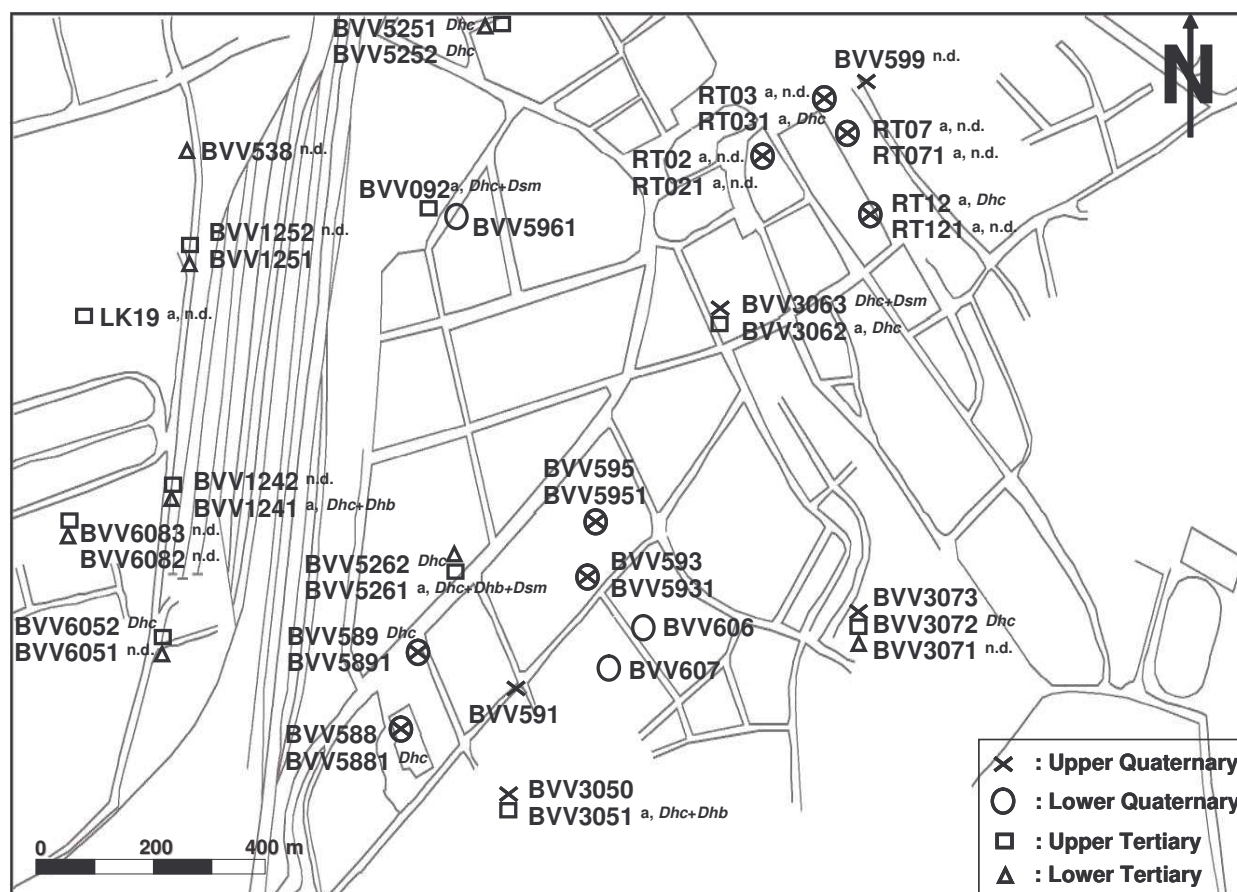 BVV5251 Dhc
BVV5252 Dhc
N
BVV599 n.d.
RT03 a, n.d.
RT031 a, Dhc
RT07 a, n.d.
RT071 a, n.d.
BVV538 n.d.
RT02 a, n.d.
RT021 a, n.d.
BVV092 a, Dhc+Dsm
BVV5961
RT12 a, Dhc
RT121 a, n.d.
BVV1252 n.d.
BVV1251
LK19 a, n.d.
BVV3063 Dhc+Dsm
BVV3062 a, Dhc
BVV595
BVV5951
BVV1242 n.d.
BVV1241 a, Dhc+Dhb
BVV6083 n.d.
BVV6082 n.d.
BVV5262 Dhc
BVV5261 a, Dhc+Dhb+Dsm
BVV593
BVV5931
BVV3073
BVV3072 Dhc
BVV3071 n.d.
BVV606
BVV6052 Dhc
BVV6051 n.d.
BVV589 Dhc
BVV5891
BVV607
BVV591
BVV588
BVV5881 Dhc
BVV3050
BVV3051 a, Dhc+Dhb
: Upper Quaternary
: Lower Quaternary
: Upper Tertiary
: Lower Tertiary
0 200 400 m